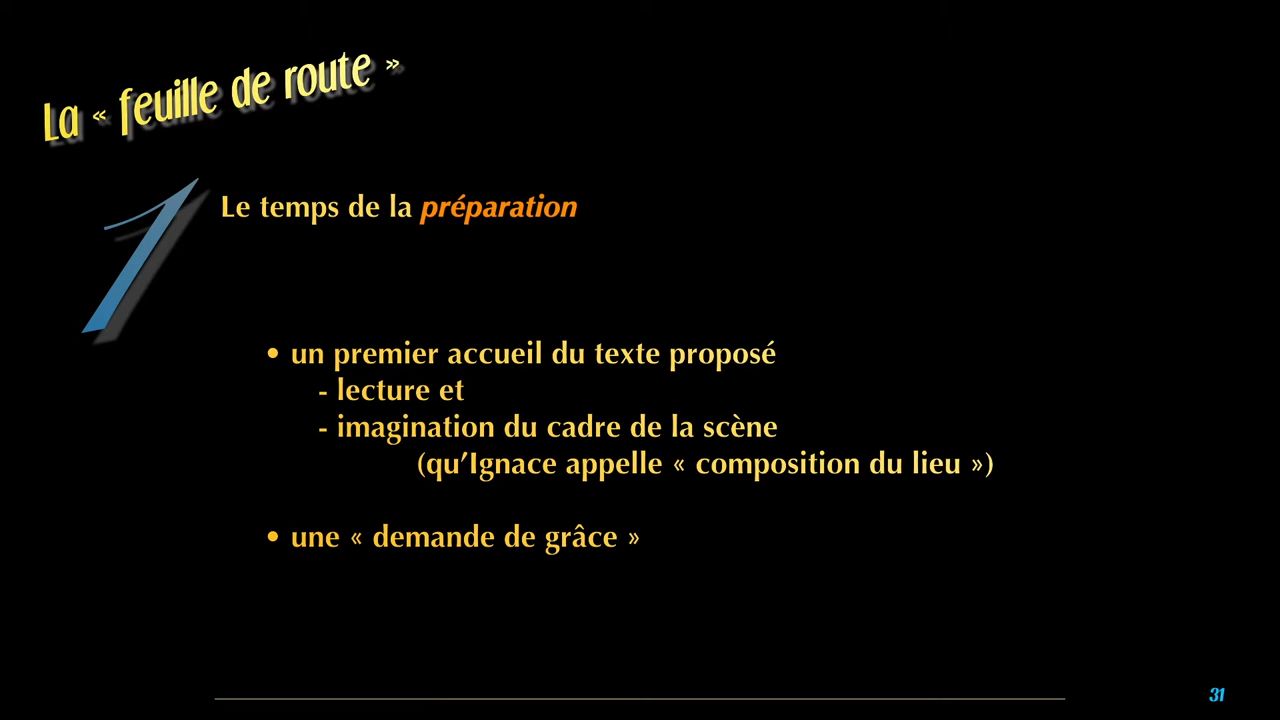 La « feuille de route »
1
Le temps de la préparation
• un premier accueil du texte proposé
- lecture et
- imagination du cadre de la scène
(qu’Ignace appelle « composition du lieu »)
• une « demande de grâce »
31